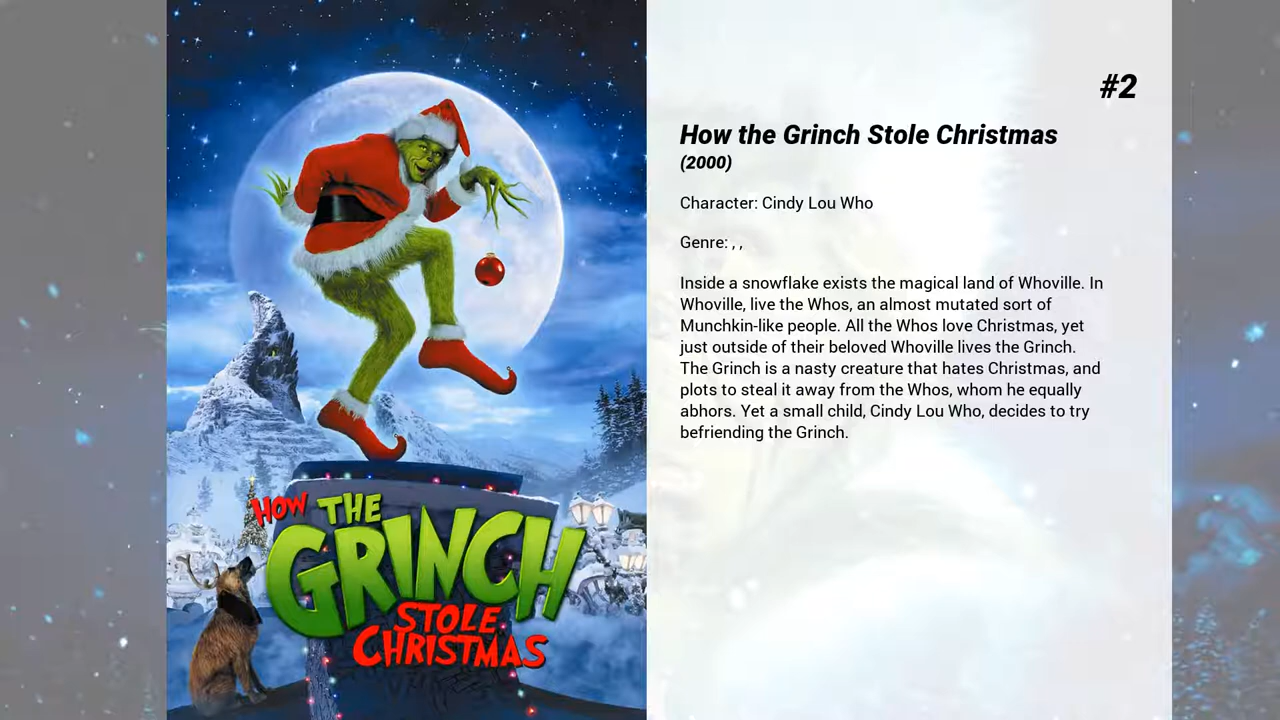 HOW THE
GRINCH
STOLE
CHRISTMAS
#2
How the Grinch Stole Christmas
(2000)
Character: Cindy Lou Who
Genre: , ,
Inside a snowflake exists the magical land of Whoville. In
Whoville, live the Whos, an almost mutated sort of
Munchkin-like people. All the Whos love Christmas, yet
just outside of their beloved Whoville lives the Grinch.
The Grinch is a nasty creature that hates Christmas, and
plots to steal it away from the Whos, whom he equally
abhors. Yet a small child, Cindy Lou Who, decides to try
befriending the Grinch.